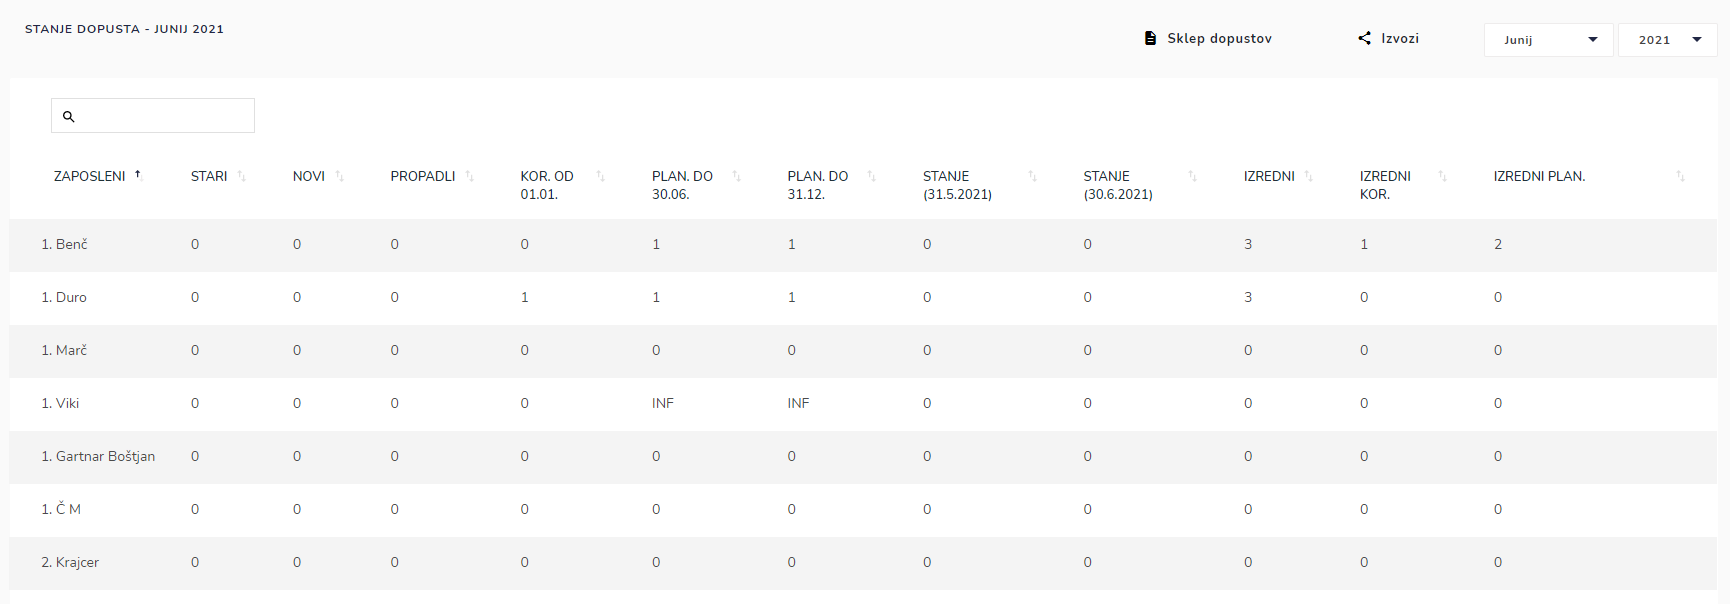 STANJE DOPUSTA - JUNIJ 2021
Sklep dopustov Izvozi Junij 2021
ZAPOSLENI STARI NOVI PROPADLI KOR. OD 01.01. PLAN. DO 30.06. PLAN. DO 31.12. STANJE (31.5.2021) STANJE (30.6.2021) IZREDNI IZREDNI KOR. IZREDNI PLAN.
1. Benč 0 0 0 0 1 1 0 0 3 1 2
1. Duro 0 0 0 1 1 1 0 0 3 0 0
1. Marč 0 0 0 0 0 0 0 0 0 0 0
1. Viki 0 0 0 0 INF INF 0 0 0 0 0
1. Gartnar Boštjan 0 0 0 0 0 0 0 0 0 0 0
1. Č M 0 0 0 0 0 0 0 0 0 0 0
2. Krajcer 0 0 0 0 0 0 0 0 0 0 0